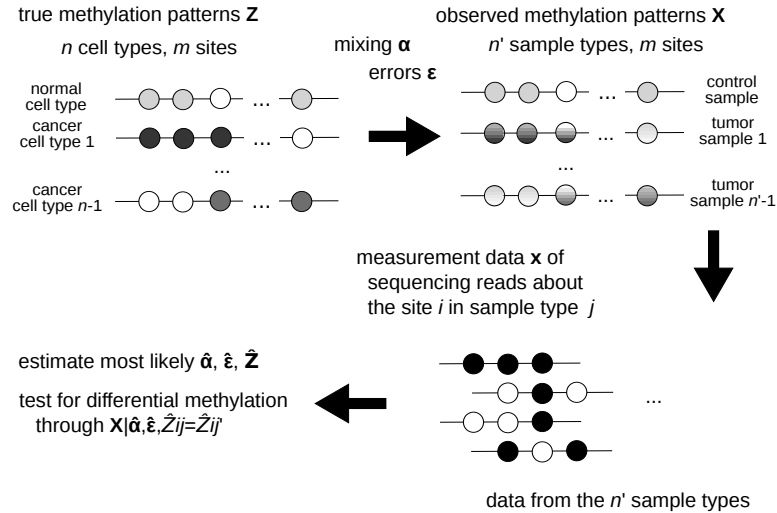 true methylation patterns Z
n cell types, m sites
normal
cell type
...
cancer
cell type 1
...
...
cancer
cell type n-1
...
mixing α
errors ε
observed methylation patterns X
n' sample types, m sites
...
control
sample
...
tumor
sample 1
...
...
tumor
sample n'-1
measurement data x of
sequencing reads about
the site i in sample type j
...
data from the n' sample types
estimate most likely α̂, ε̂, Ẑ
test for differential methylation
through X|α̂,ε̂,Ẑij=Ẑij'